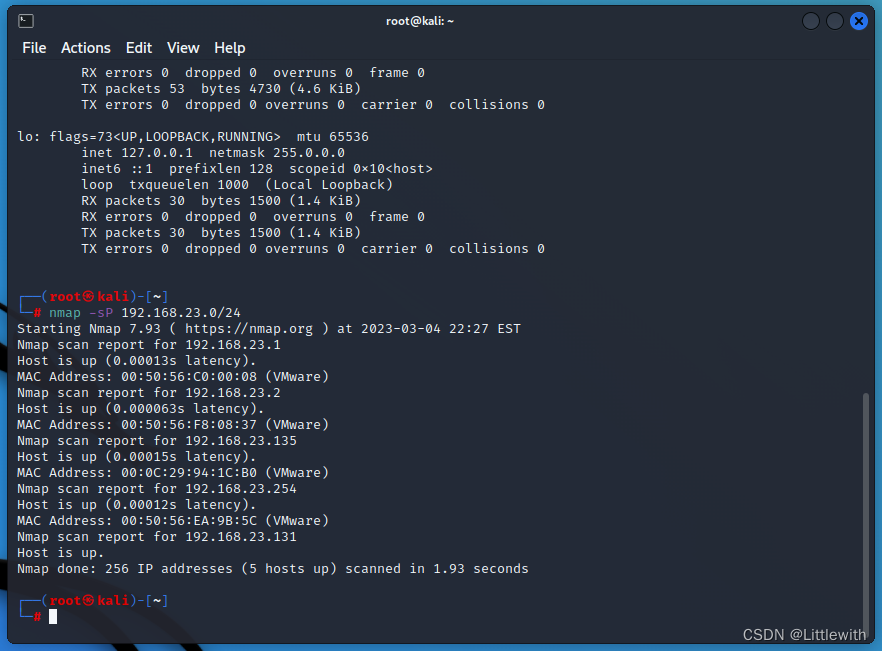 root@kali: ~
File Actions Edit View Help
RX errors 0 dropped 0 overruns 0 frame 0
TX packets 53 bytes 4730 (4.6 KiB)
TX errors 0 dropped 0 overruns 0 carrier 0 collisions 0
lo: flags=73<UP,LOOPBACK,RUNNING> mtu 65536
inet 127.0.0.1 netmask 255.0.0.0
inet6 ::1 prefixlen 128 scopeid 0×10<host>
loop txqueuelen 1000 (Local Loopback)
RX packets 30 bytes 1500 (1.4 KiB)
RX errors 0 dropped 0 overruns 0 frame 0
TX packets 30 bytes 1500 (1.4 KiB)
TX errors 0 dropped 0 overruns 0 carrier 0 collisions 0
┌──(root㉿kali)-[~]
└─# nmap -sP 192.168.23.0/24
Starting Nmap 7.93 ( https://nmap.org ) at 2023-03-04 22:27 EST
Nmap scan report for 192.168.23.1
Host is up (0.00013s latency).
MAC Address: 00:50:56:C0:00:08 (VMware)
Nmap scan report for 192.168.23.2
Host is up (0.000063s latency).
MAC Address: 00:50:56:F8:08:37 (VMware)
Nmap scan report for 192.168.23.135
Host is up (0.00015s latency).
MAC Address: 00:0C:29:94:1C:B0 (VMware)
Nmap scan report for 192.168.23.254
Host is up (0.00012s latency).
MAC Address: 00:50:56:EA:9B:5C (VMware)
Nmap scan report for 192.168.23.131
Host is up.
Nmap done: 256 IP addresses (5 hosts up) scanned in 1.93 seconds
┌──(root㉿kali)-[~]
└─#
CSDN @Littlewith